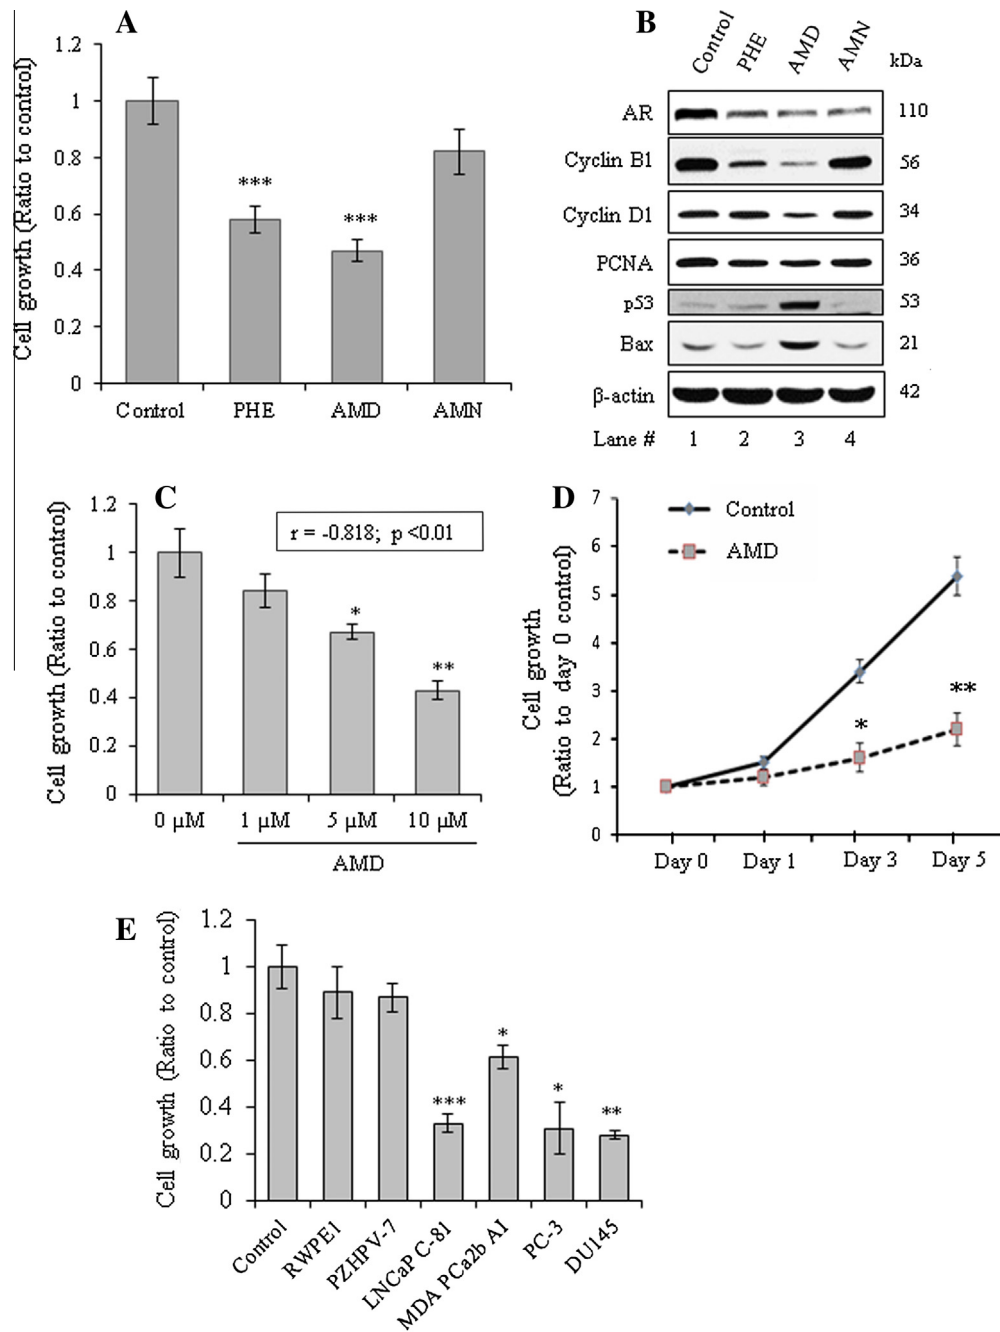 A
Cell growth (Ratio to control)
1.2
1
0.8
0.6
0.4
0.2
0
***
***
Control PHE AMD AMN
B
Control PHE AMD AMN kDa
AR 110
Cyclin B1 56
Cyclin D1 34
PCNA 36
p53 53
Bax 21
β-actin 42
Lane # 1 2 3 4
C
Cell growth (Ratio to control)
1.2
1
0.8
0.6
0.4
0.2
0
r = -0.818; p <0.01
*
**
0 μM 1 μM 5 μM 10 μM
AMD
D
Cell growth
(Ratio to day 0 control)
7
6
5
4
3
2
1
0
Control
AMD
*
**
Day 0 Day 1 Day 3 Day 5
E
Cell growth (Ratio to control)
1.2
1
0.8
0.6
0.4
0.2
0
***
*
*
**
Control RWPE1 PZHPV-7 LNCaP C-81 MDA PCa2b AI PC-3 DU145